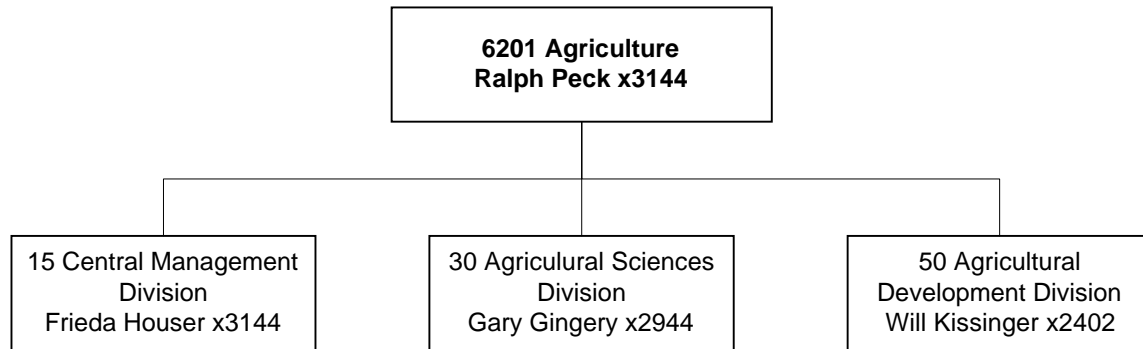 6201 Agriculture
Ralph Peck x3144
15 Central Management
Division
Frieda Houser x3144
30 Agriculural Sciences
Division
Gary Gingery x2944
50 Agricultural
Development Division
Will Kissinger x2402